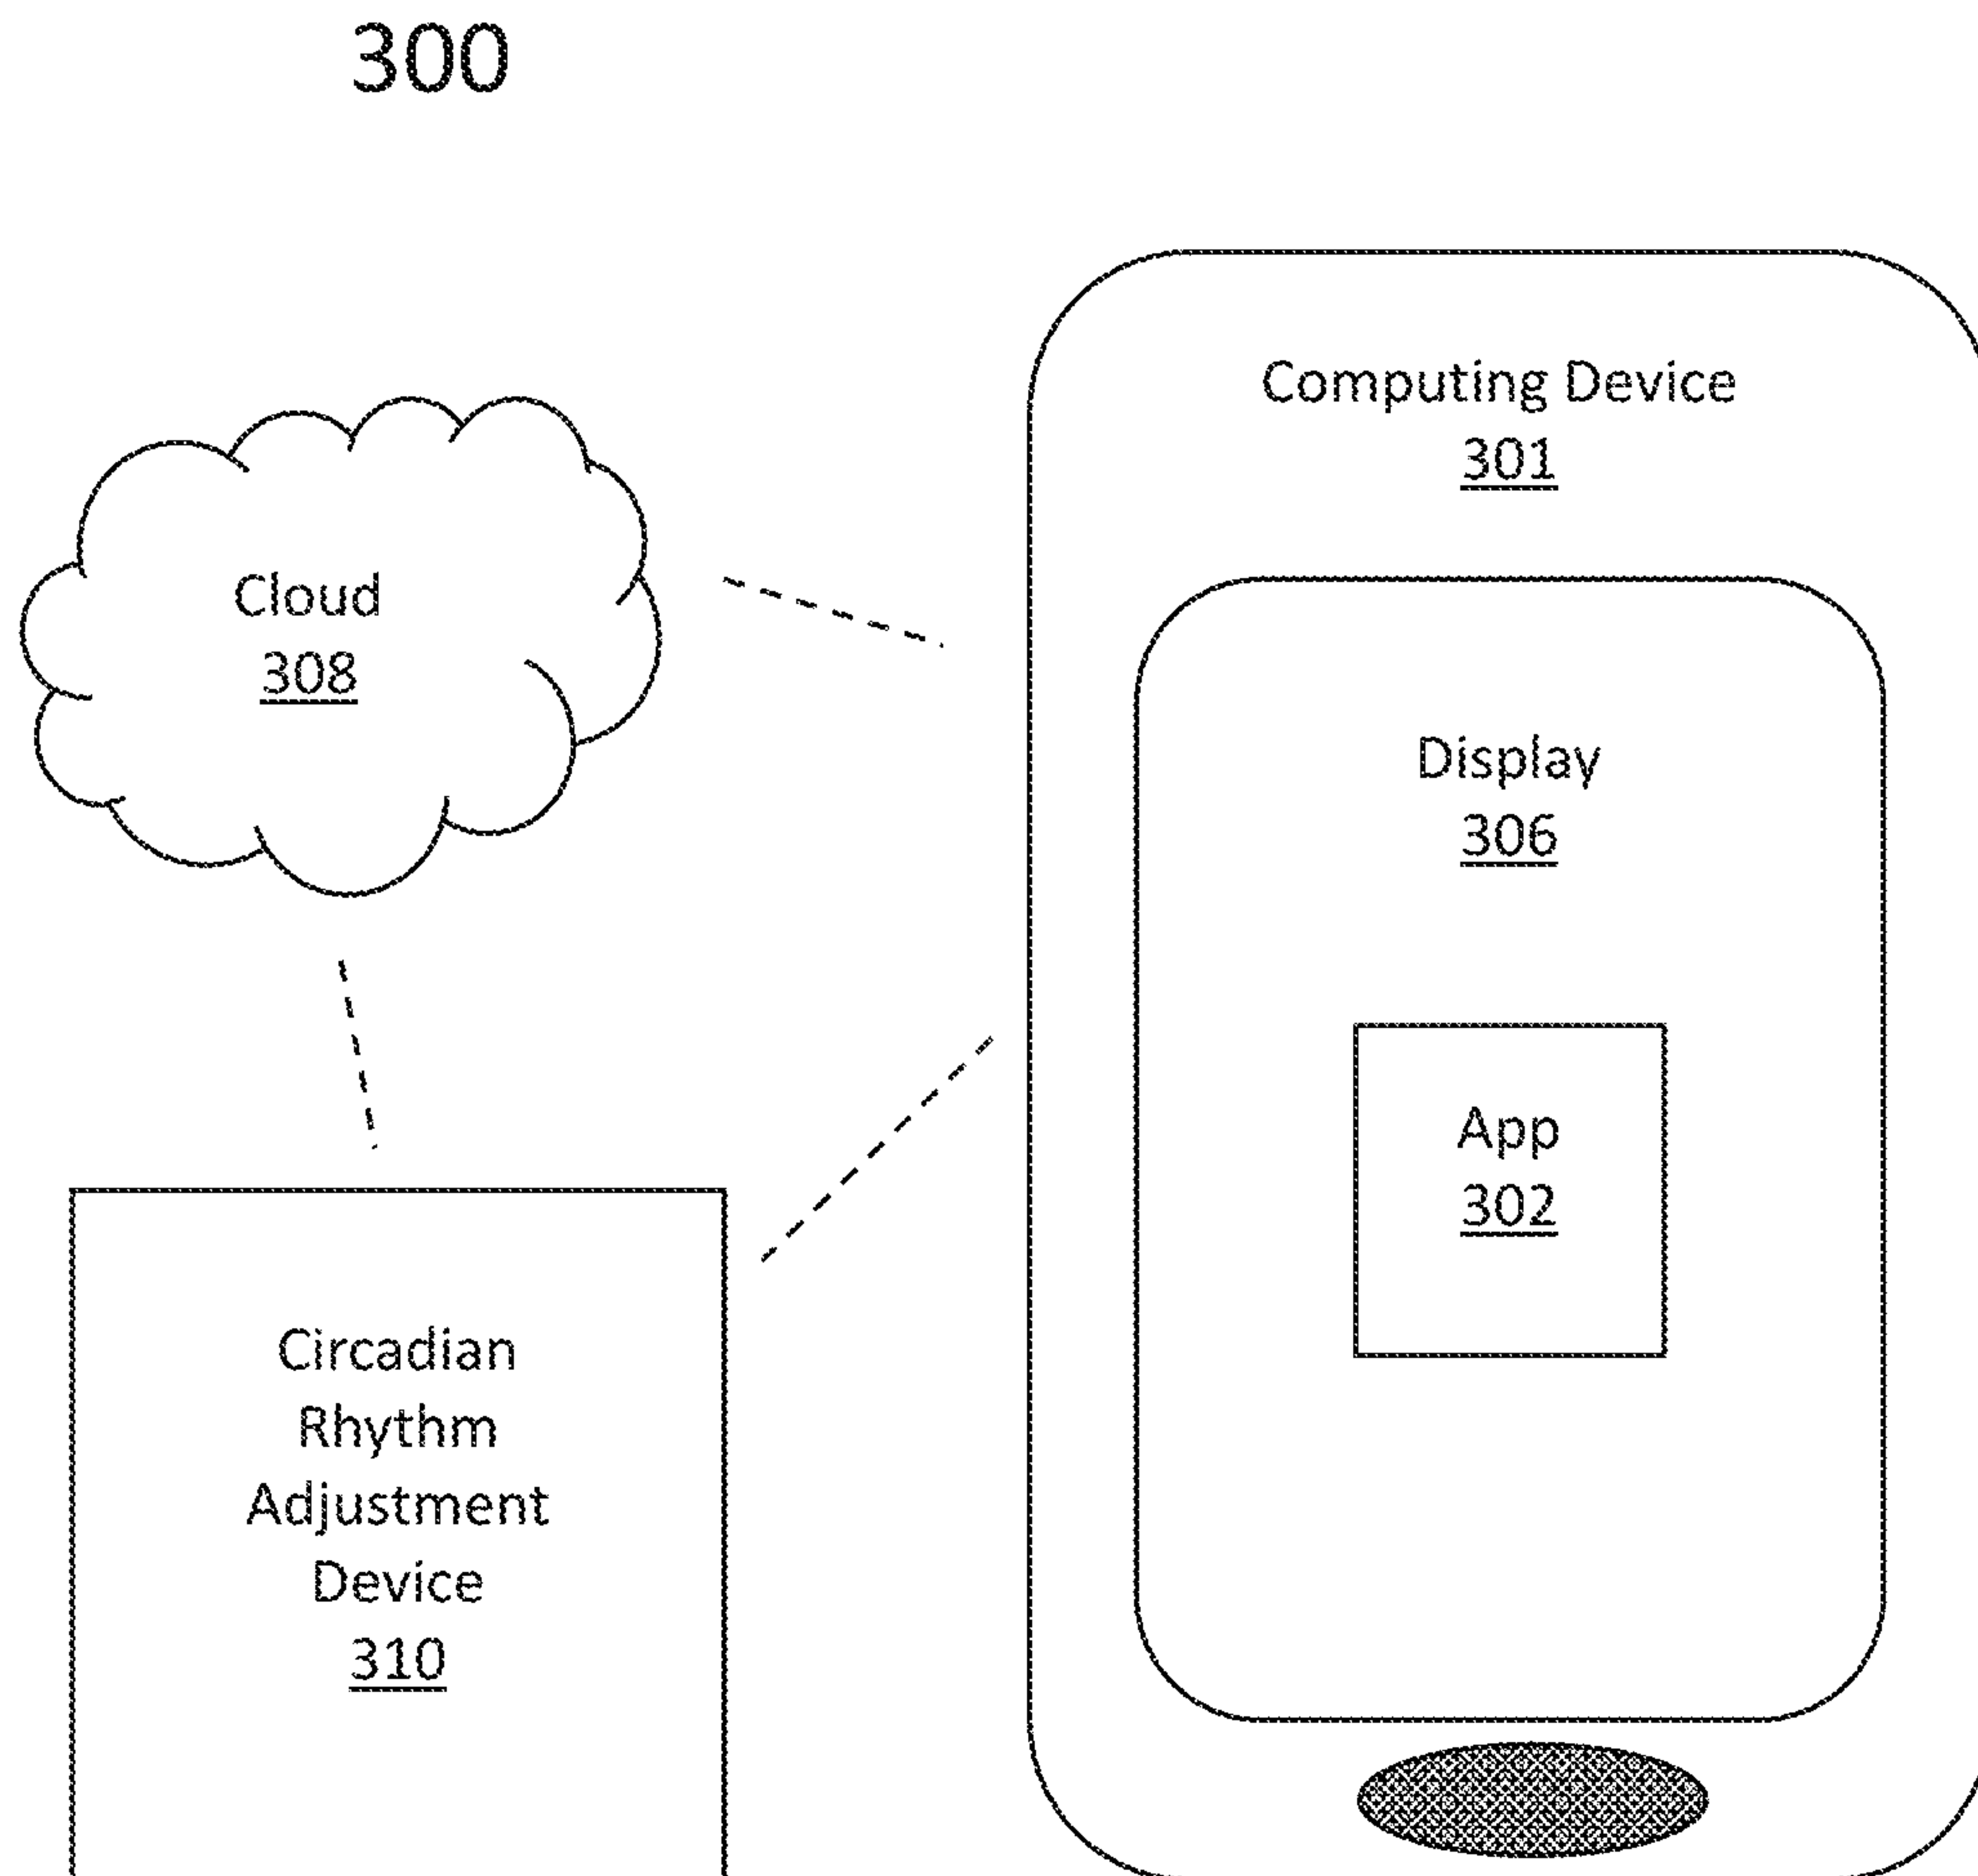 300
Computing Device
301
Cloud
308
Display
306
App
302
Circadian
Rhythm
Adjustment
Device
310